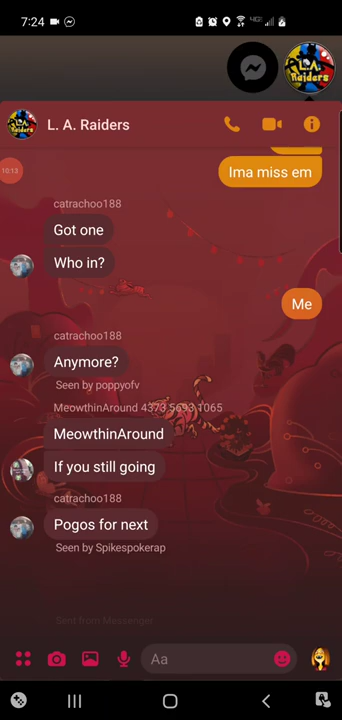 7:24
L.A.
Raiders
L. A. Raiders
10:13
Ima miss em
catrachoo188
Got one
Who in?
Me
catrachoo188
Anymore?
Seen by poppyofv
MeowthinAround 4373 5693 1065
MeowthinAround
If you still going
catrachoo188
Pogos for next
Seen by Spikespokerap
Sent from Messenger
Aa